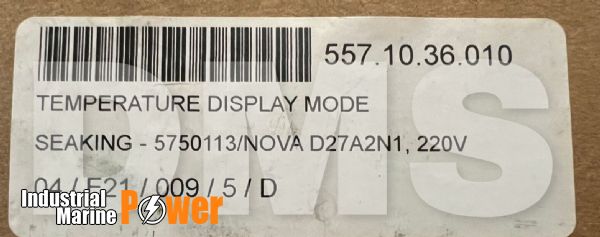 557.10.36.010
TEMPERATURE DISPLAY MODE
SEAKING - 5750113/NOVA D27A2N1, 220V
04 / E21 / 009 / 5 / D
DMS
Industrial
Marine Power